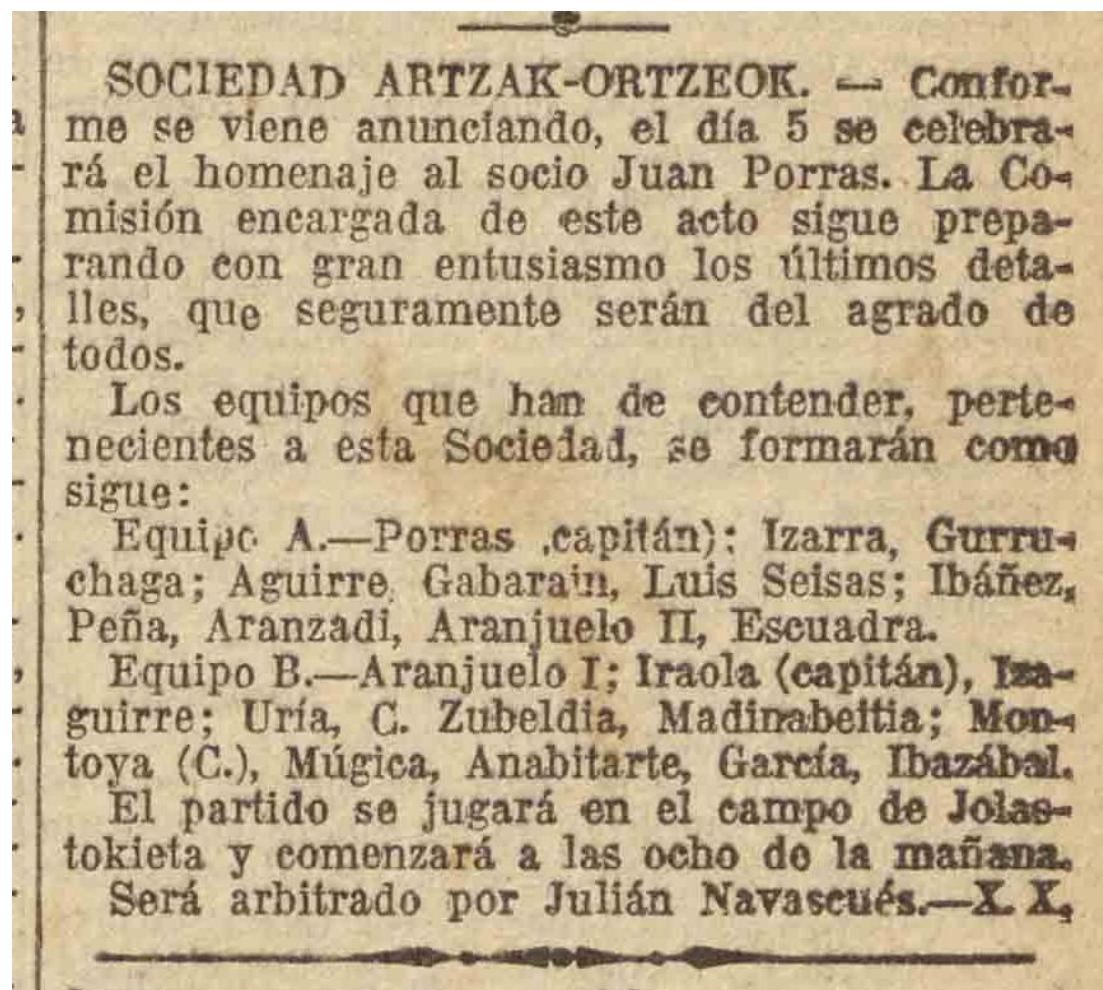 SOCIEDAD ARTZAK-ORTZEOK. — Confor-
me se viene anunciando, el día 5 se celebra-
rá el homenaje al socio Juan Porras. La Co-
misión encargada de este acto sigue prepa-
rando con gran entusiasmo los últimos deta-
lles, que seguramente serán del agrado de
todos.
Los equipos que han de contender, perte-
necientes a esta Sociedad, se formarán como
sigue:
Equipo A.—Porras (capitán); Izarra, Gurru-
chaga; Aguirre, Gabarain, Luis Seisas; Ibáñez,
Peña, Aranzadi, Aranjuelo II, Escuadra.
Equipo B.—Aranjuelo I; Iraola (capitán), Iza-
guirre; Uría, C. Zubeldia, Madinabeitia; Mon-
toya (C.), Múgica, Anabitarte, García, Ibazábal.
El partido se jugará en el campo de Jolas-
tokieta y comenzará a las ocho de la mañana.
Será arbitrado por Julián Navascués.—X. X.